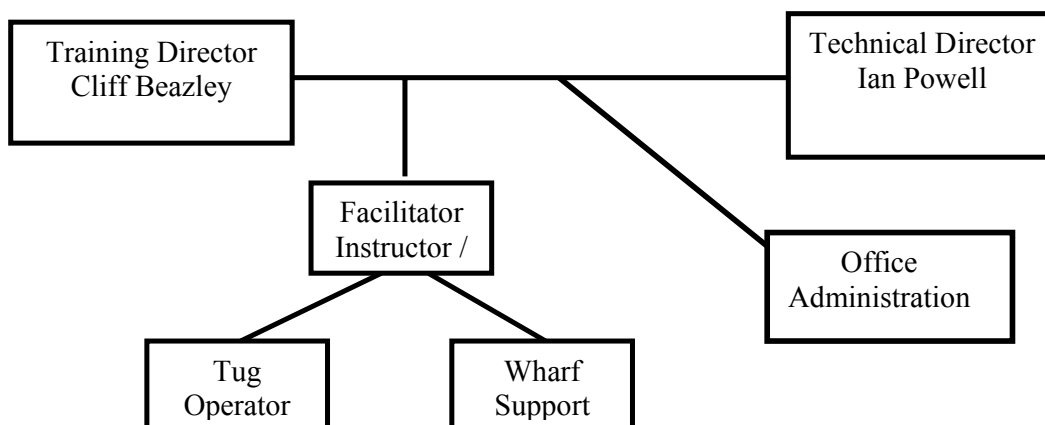 Training Director
Cliff Beazley
Technical Director
Ian Powell
Facilitator
Instructor /
Office
Administration
Tug
Operator
Wharf
Support